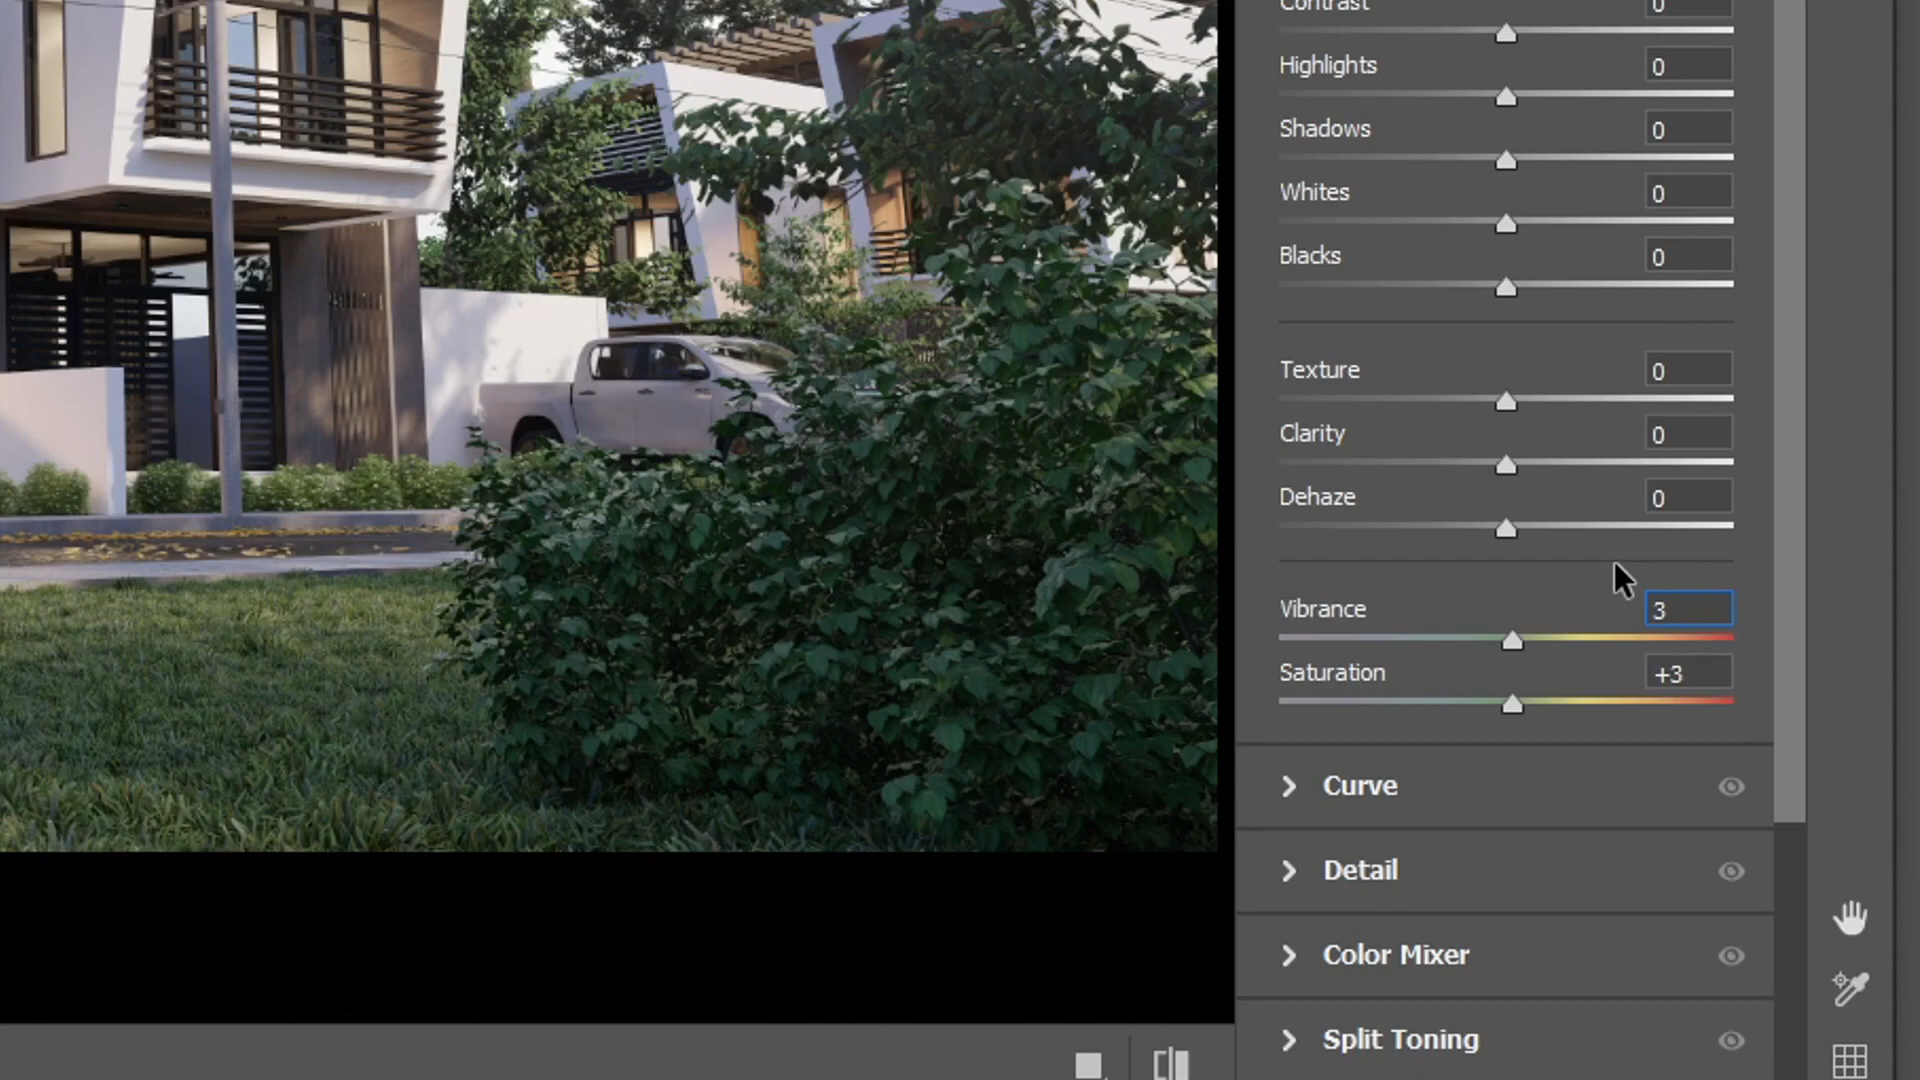 Contrast 0
Highlights 0
Shadows 0
Whites 0
Blacks 0
Texture 0
Clarity 0
Dehaze 0
Vibrance 3
Saturation +3
Curve
Detail
Color Mixer
Split Toning